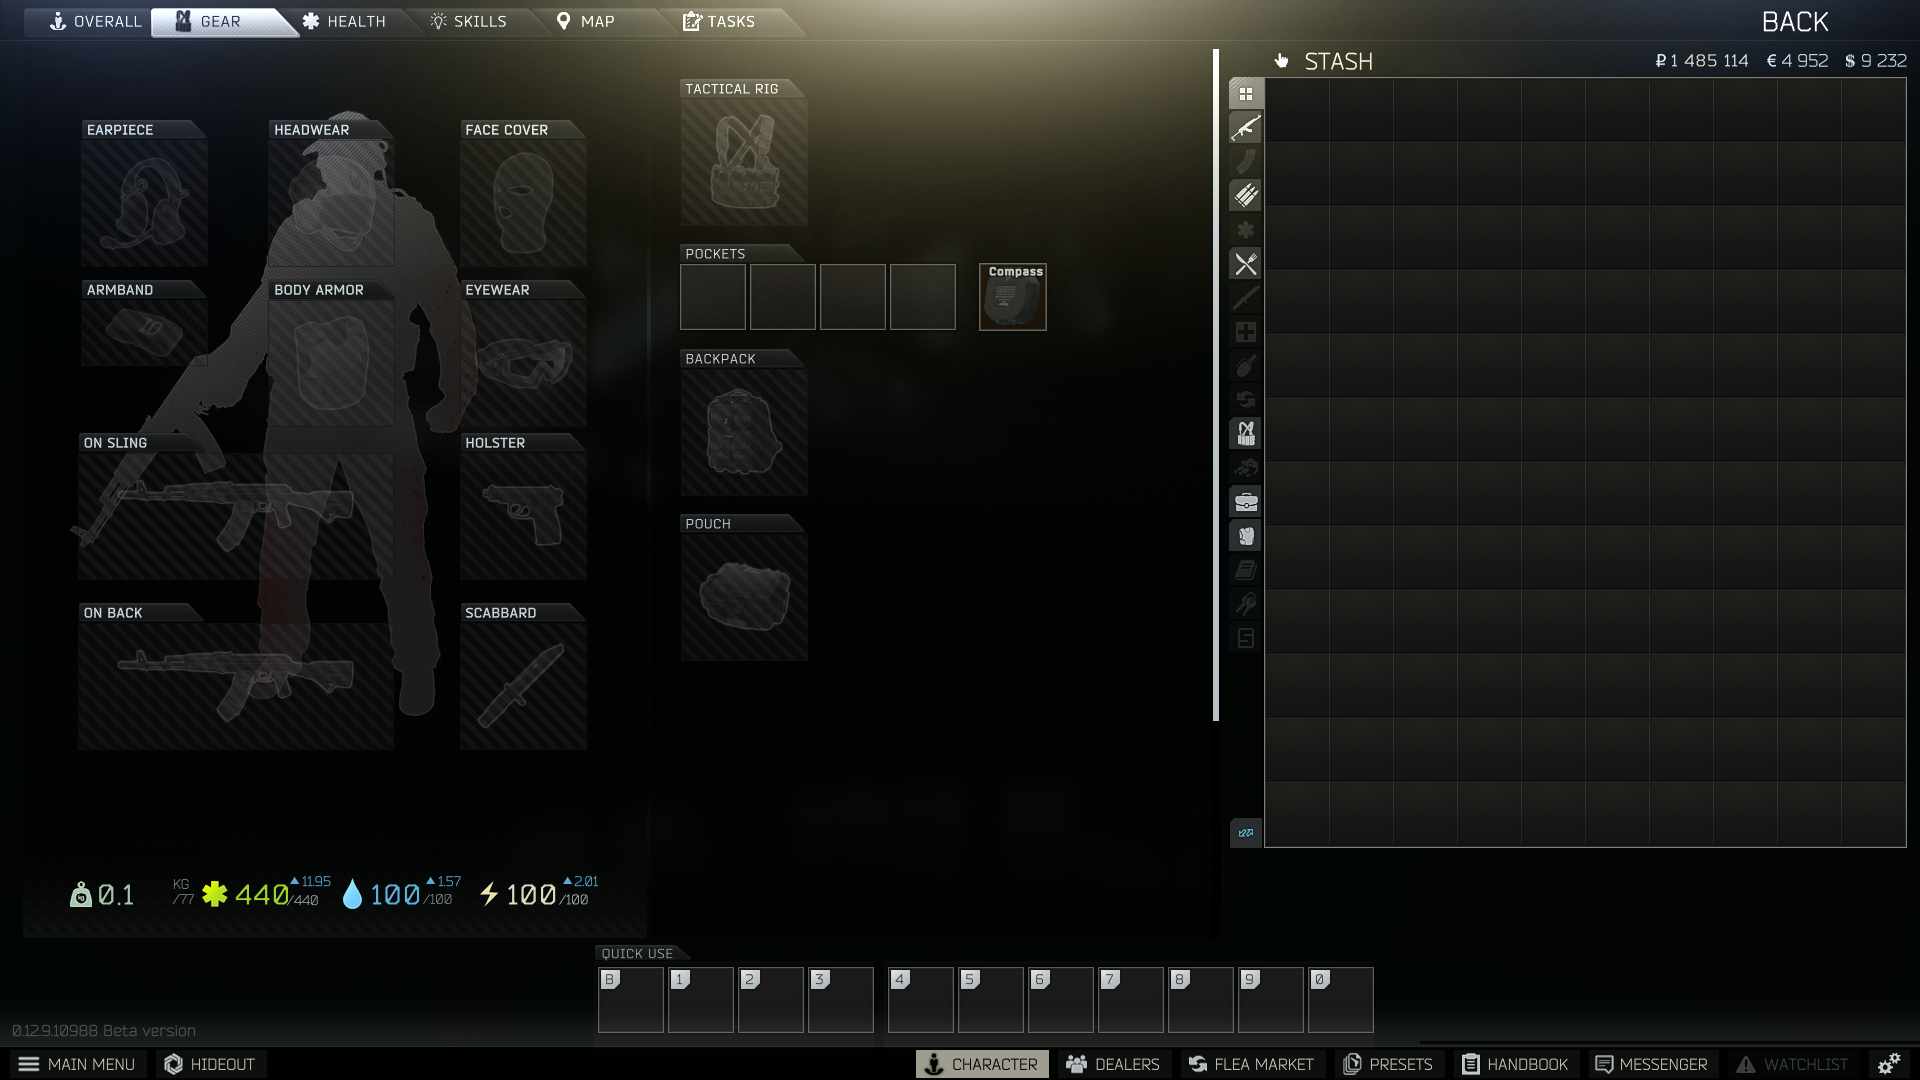 OVERALL
GEAR
HEALTH
SKILLS
MAP
TASKS
BACK
STASH
₽ 1 485 114 € 4 952 $ 9 232
EARPIECE
HEADWEAR
FACE COVER
ARMBAND
BODY ARMOR
EYEWEAR
ON SLING
HOLSTER
ON BACK
SCABBARD
TACTICAL RIG
POCKETS
Compass
BACKPACK
POUCH
0.1 KG /77
440 /440 ▲ 11.95
100 /100 ▲ 1.57
100 /100 ▲ 2.01
QUICK USE
B 1 2 3 4 5 6 7 8 9 0
0.12.9.10988 Beta version
MAIN MENU
HIDEOUT
CHARACTER
DEALERS
FLEA MARKET
PRESETS
HANDBOOK
MESSENGER
WATCHLIST